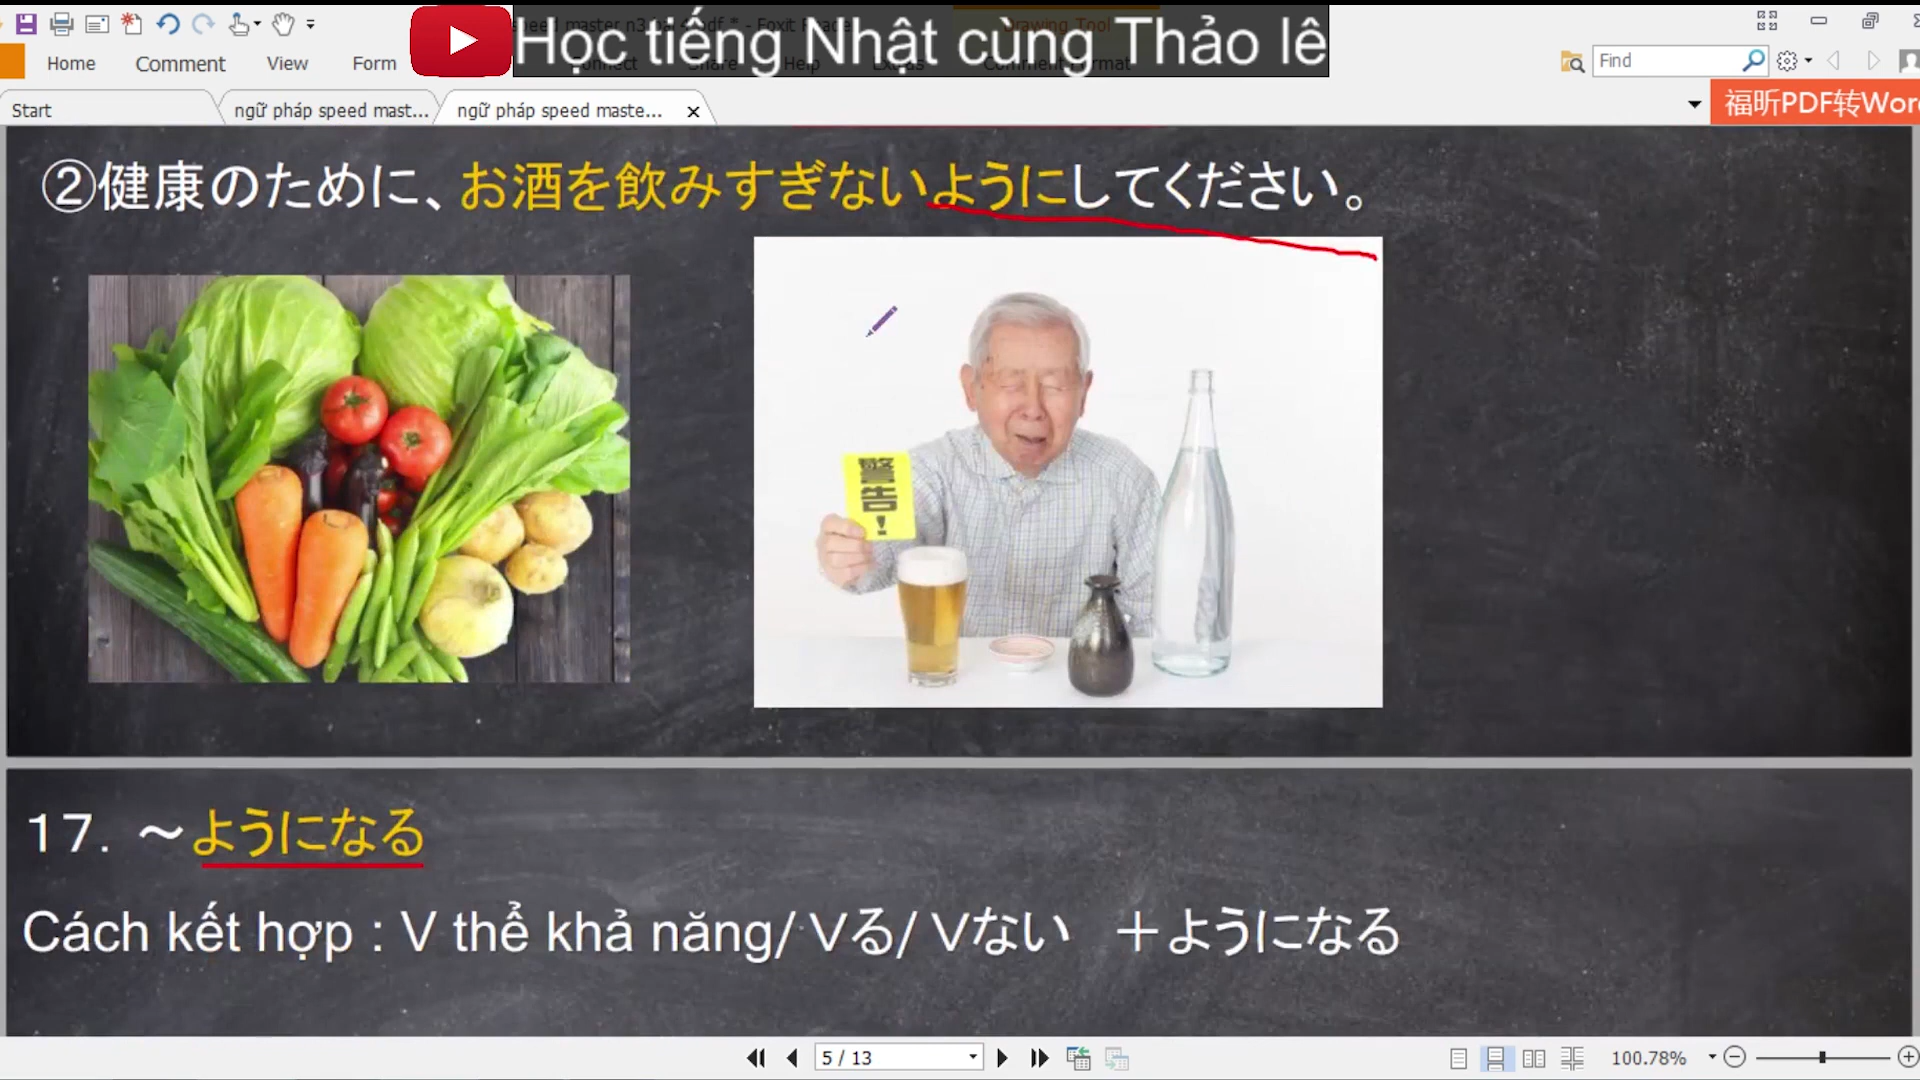 Học tiếng Nhật cùng Thảo lê
Home Comment View Form
Find
Start
ngữ pháp speed mast...
ngữ pháp speed maste...
福昕PDF转Wor
②健康のために、お酒を飲みすぎないようにしてください。
警告!
17. ～ようになる
Cách kết hợp : V thể khả năng/ Vる/ Vない ＋ようになる
5 / 13
100.78%